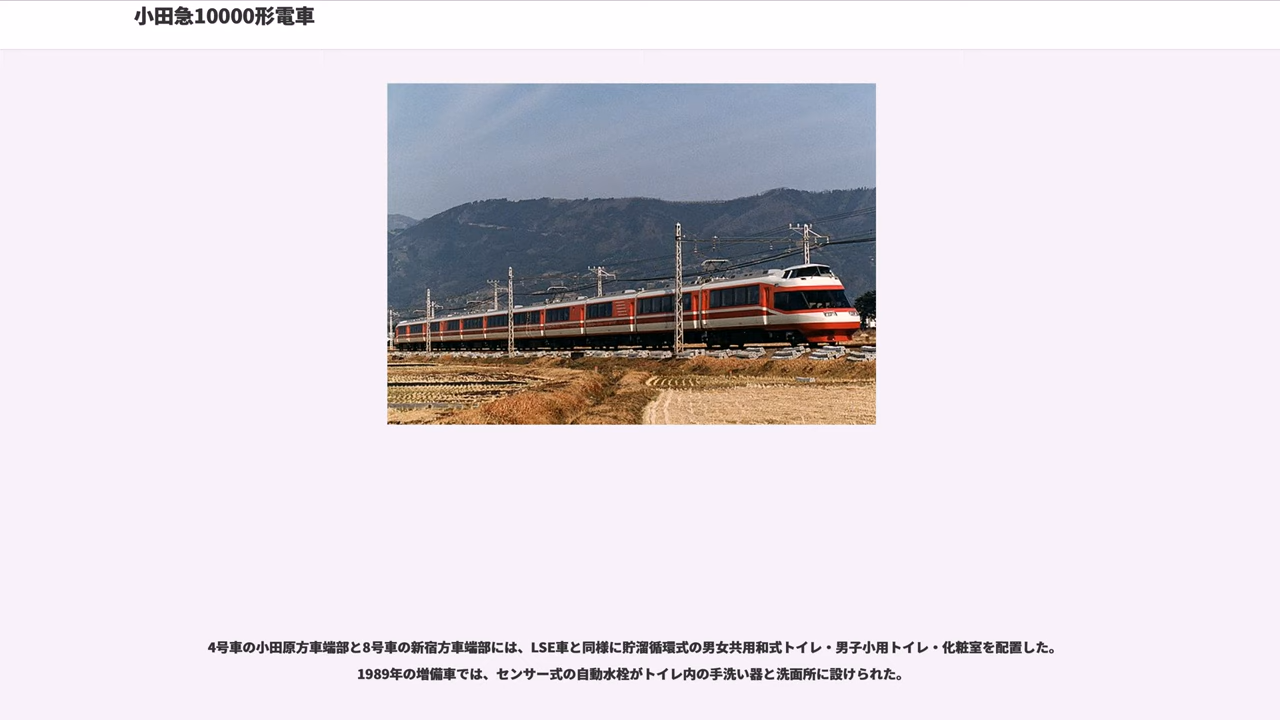 小田急10000形電車
4号車の小田原方車端部と8号車の新宿方車端部には、LSE車と同様に貯溜循環式の男女共用和式トイレ・男子小用トイレ・化粧室を配置した。
1989年の増備車では、センサー式の自動水栓がトイレ内の手洗い器と洗面所に設けられた。